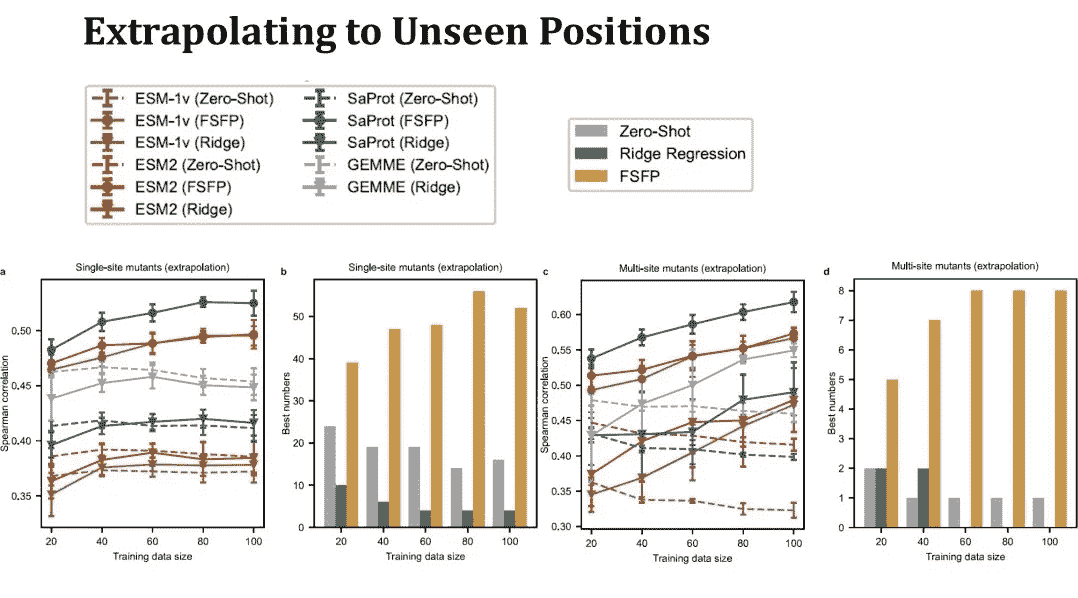 Extrapolating to Unseen Positions
ESM-1v (Zero-Shot)
ESM-1v (FSFP)
ESM-1v (Ridge)
ESM2 (Zero-Shot)
ESM2 (FSFP)
ESM2 (Ridge)
SaProt (Zero-Shot)
SaProt (FSFP)
SaProt (Ridge)
GEMME (Zero-Shot)
GEMME (Ridge)
Zero-Shot
Ridge Regression
FSFP
a
Single-site mutants (extrapolation)
Spearman correlation
0.50
0.45
0.40
0.35
20 40 60 80 100
Training data size
b
Single-site mutants (extrapolation)
Best numbers
50
40
30
20
10
0
20 40 60 80 100
Training data size
c
Multi-site mutants (extrapolation)
Spearman correlation
0.60
0.55
0.50
0.45
0.40
0.35
0.30
20 40 60 80 100
Training data size
d
Multi-site mutants (extrapolation)
Best numbers
8
7
6
5
4
3
2
1
0
20 40 60 80 100
Training data size